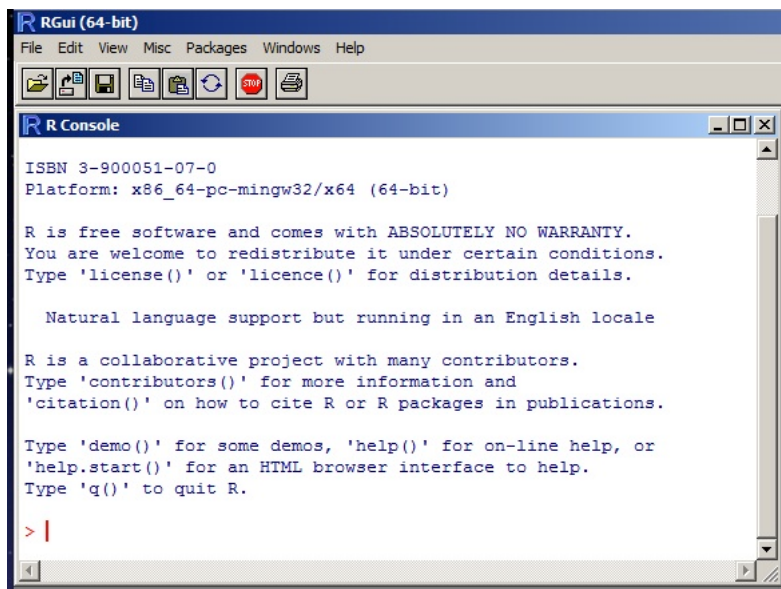 RGui (64-bit)
File Edit View Misc Packages Windows Help
STOP
R Console
ISBN 3-900051-07-0
Platform: x86_64-pc-mingw32/x64 (64-bit)
R is free software and comes with ABSOLUTELY NO WARRANTY.
You are welcome to redistribute it under certain conditions.
Type 'license()' or 'licence()' for distribution details.
Natural language support but running in an English locale
R is a collaborative project with many contributors.
Type 'contributors()' for more information and
'citation()' on how to cite R or R packages in publications.
Type 'demo()' for some demos, 'help()' for on-line help, or
'help.start()' for an HTML browser interface to help.
Type 'q()' to quit R.
>